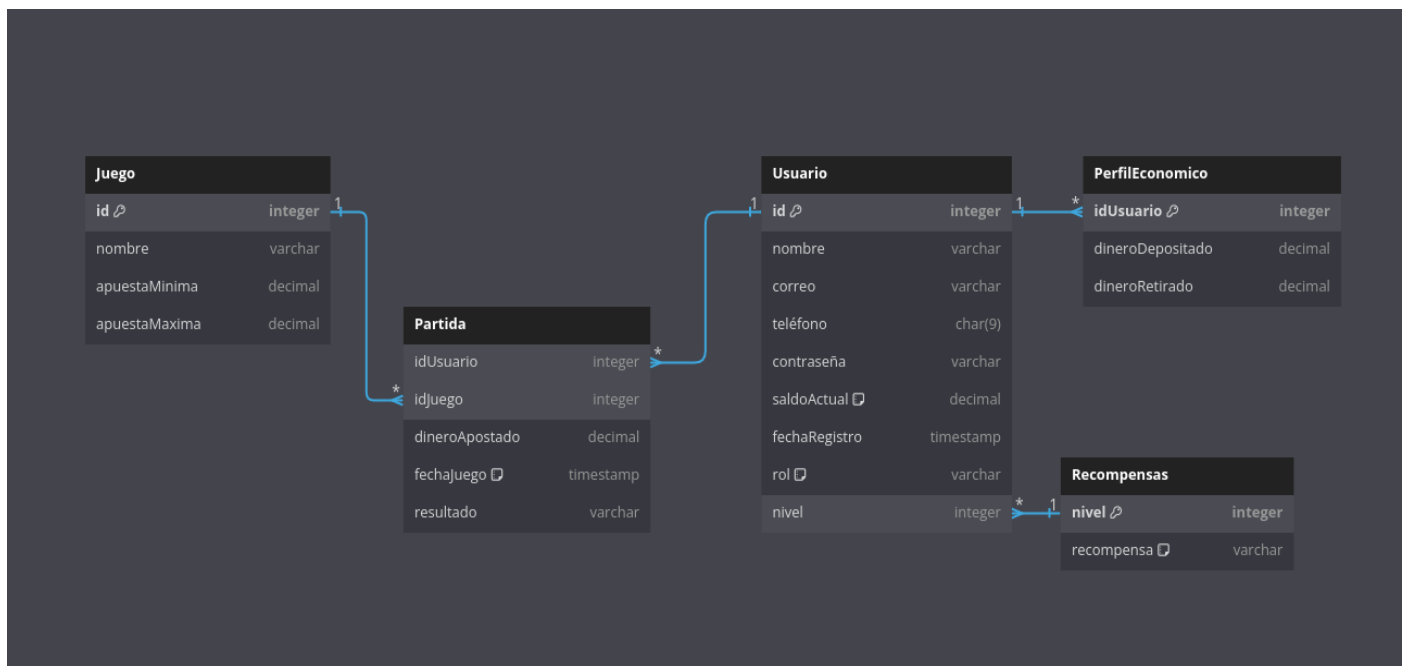 Juego
id integer
nombre varchar
apuestaMinima decimal
apuestaMaxima decimal
1
*
Partida
idUsuario integer
idJuego integer
dineroApostado decimal
fechaJuego timestamp
resultado varchar
*
1
Usuario
id integer
nombre varchar
correo varchar
teléfono char(9)
contraseña varchar
saldoActual decimal
fechaRegistro timestamp
rol varchar
nivel integer
1
*
PerfilEconomico
idUsuario integer
dineroDepositado decimal
dineroRetirado decimal
*
1
Recompensas
nivel integer
recompensa varchar